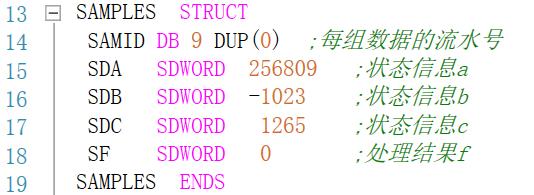 13 SAMPLES STRUCT
14 SAMID DB 9 DUP(0) ;每组数据的流水号
15 SDA SDWORD 256809 ;状态信息a
16 SDB SDWORD -1023 ;状态信息b
17 SDC SDWORD 1265 ;状态信息c
18 SF SDWORD 0 ;处理结果f
19 SAMPLES ENDS